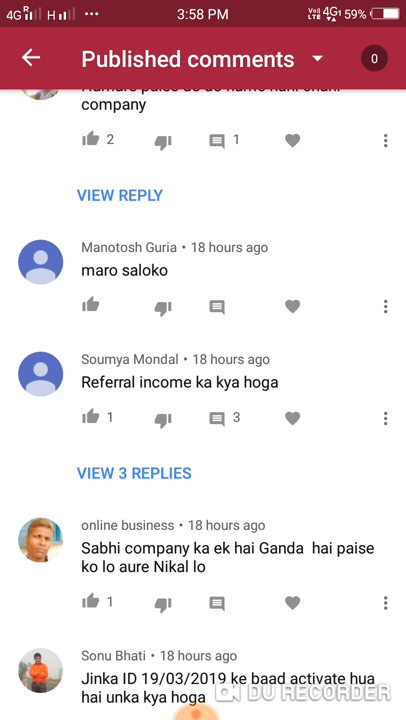 4G R H 3:58 PM VoLTE 4G 59%
Published comments 0
company
2 1
VIEW REPLY
Manotosh Guria • 18 hours ago
maro saloko
Soumya Mondal • 18 hours ago
Referral income ka kya hoga
1 3
VIEW 3 REPLIES
online business • 18 hours ago
Sabhi company ka ek hai Ganda hai paise
ko lo aure Nikal lo
1
Sonu Bhati • 18 hours ago
Jinka ID 19/03/2019 ke baad activate hua
hai unka kya hoga
DU RECORDER